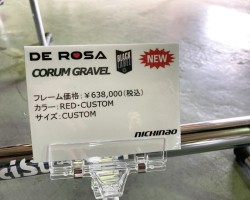 DE ROSA
CORUM GRAVEL NEW
フレーム価格：￥638,000(税込)
カラー：RED・CUSTOM
サイズ：CUSTOM
NICHINAO